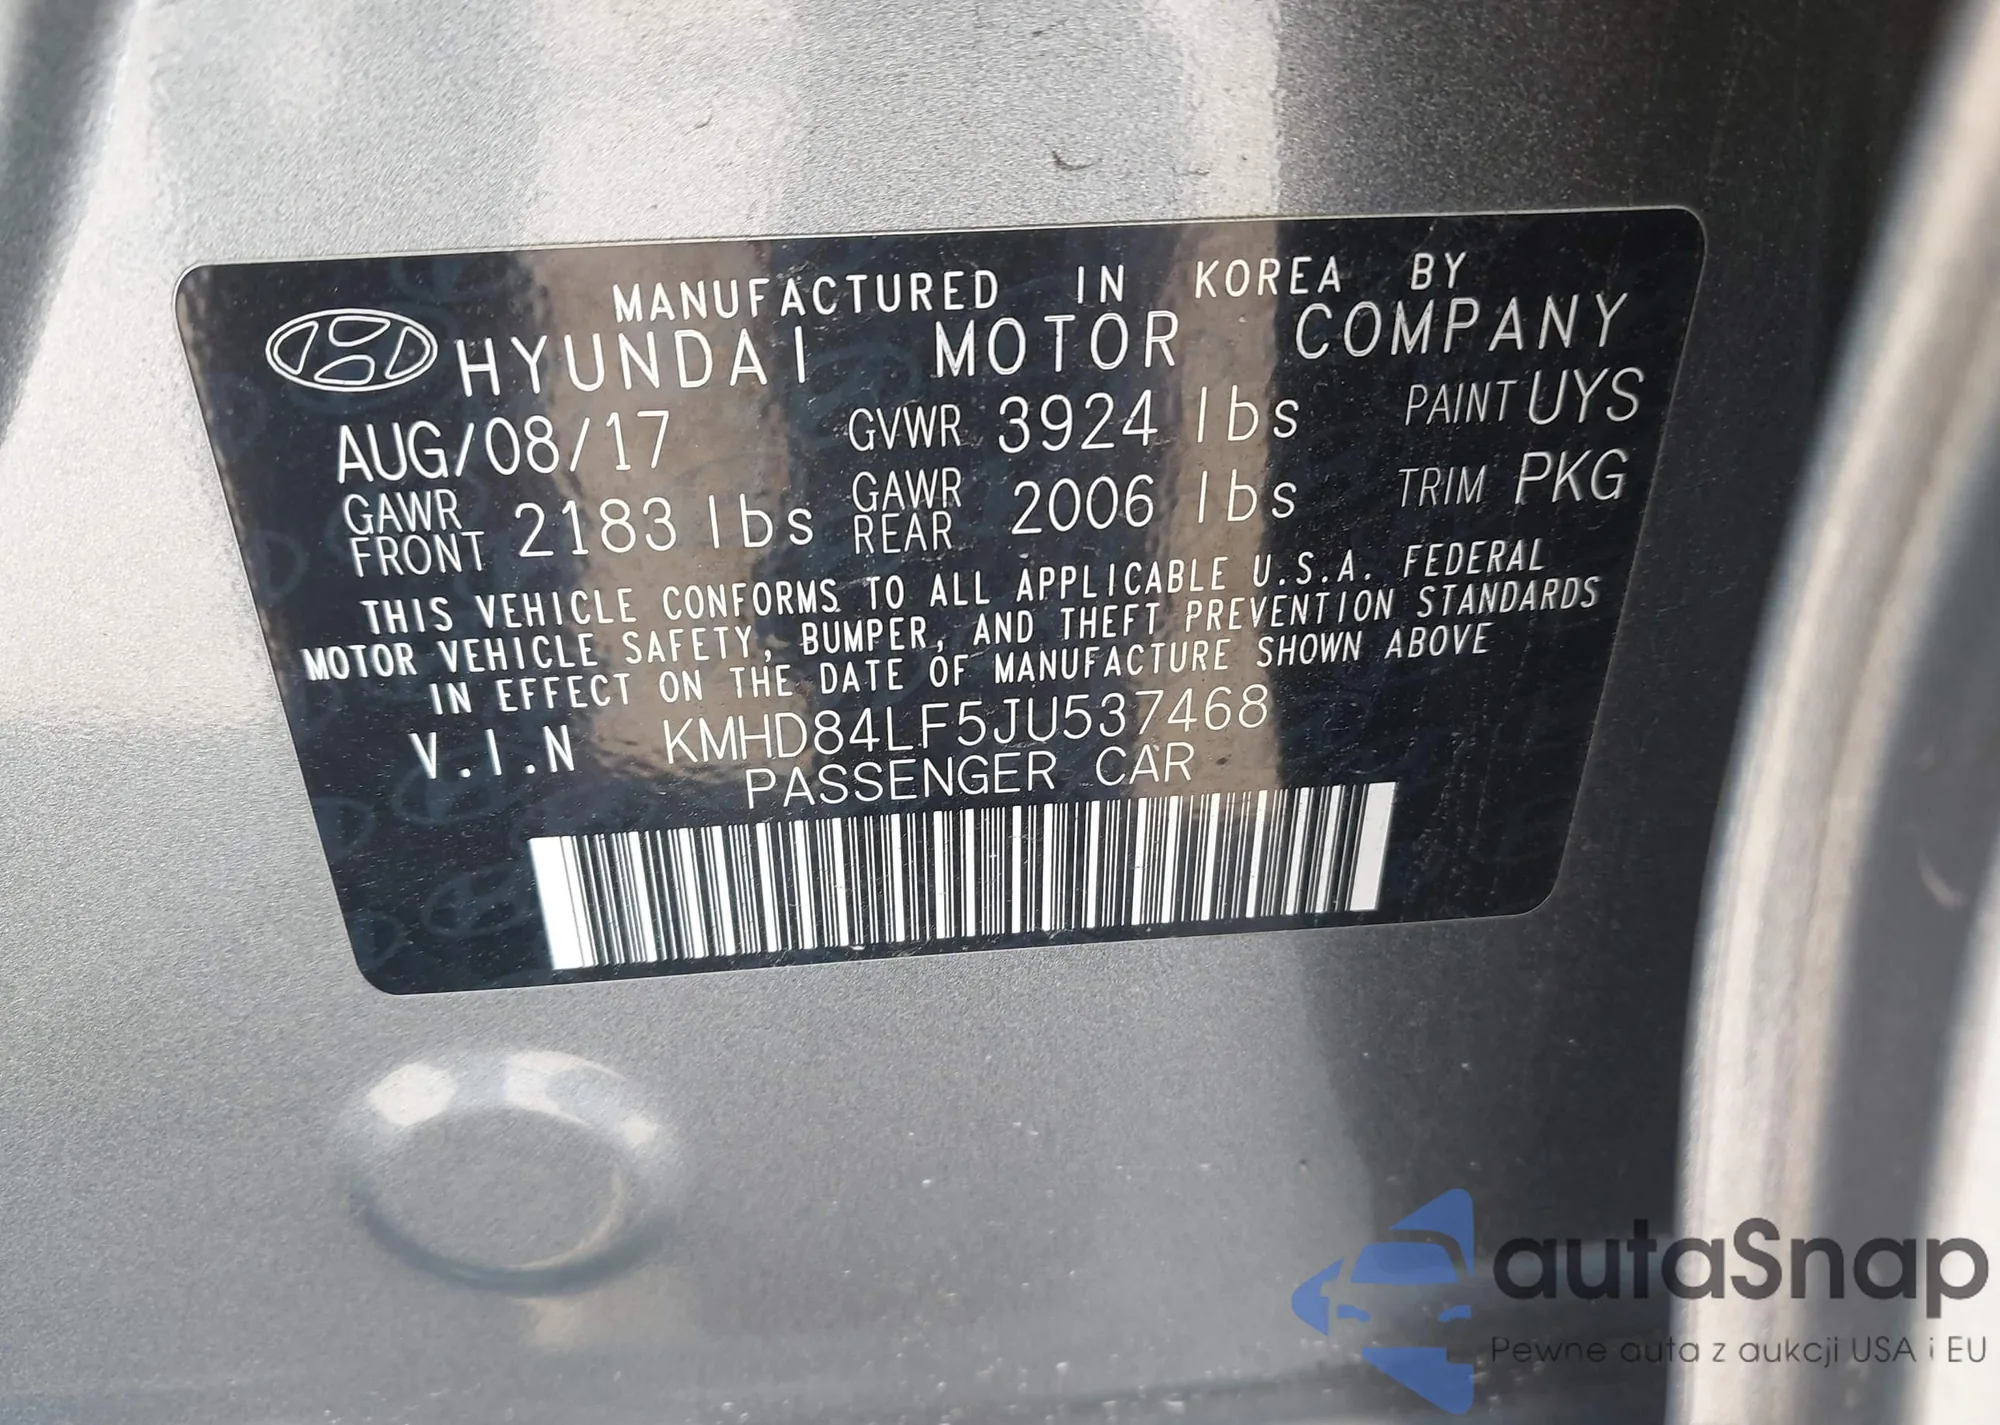 MANUFACTURED IN KOREA BY
HYUNDAI MOTOR COMPANY
AUG/08/17 GVWR 3924 lbs PAINT UYS
GAWR FRONT 2183 lbs GAWR REAR 2006 lbs TRIM PKG
THIS VEHICLE CONFORMS TO ALL APPLICABLE U.S.A. FEDERAL
MOTOR VEHICLE SAFETY, BUMPER, AND THEFT PREVENTION STANDARDS
IN EFFECT ON THE DATE OF MANUFACTURE SHOWN ABOVE
V.I.N KMHD84LF5JU537468
PASSENGER CAR
autaSnap
Pewne auta z aukcji USA i EU